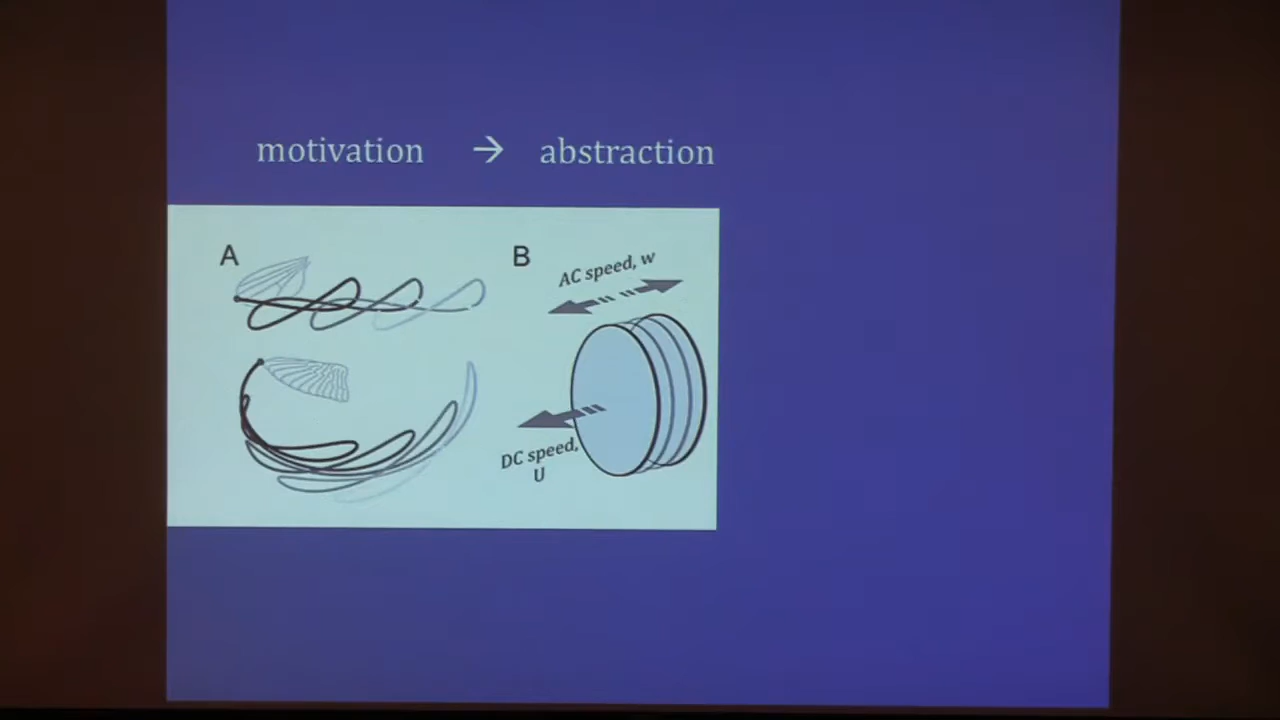 motivation → abstraction
A
B
AC speed, w
DC speed,
U